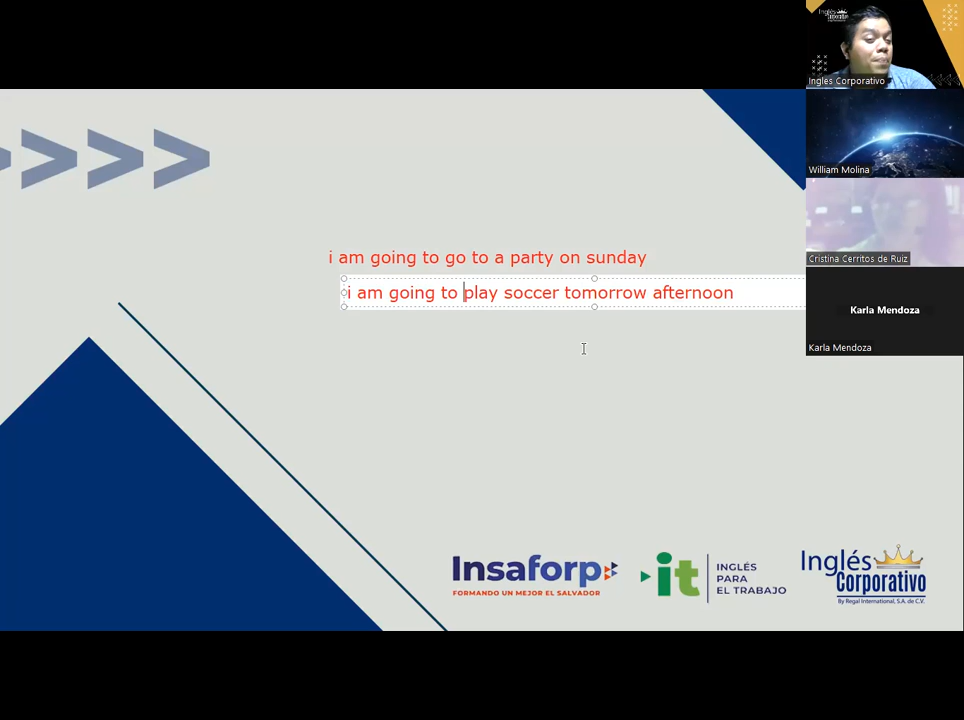 Inglés Corporativo
Inglés Corporativo
William Molina
Cristina Cerritos de Ruiz
Karla Mendoza
Karla Mendoza
i am going to go to a party on sunday
i am going to play soccer tomorrow afternoon
Insaforp
FORMANDO UN MEJOR EL SALVADOR
it
INGLÉS
PARA
EL TRABAJO
Inglés
Corporativo
By Regal International, S.A. de C.V.